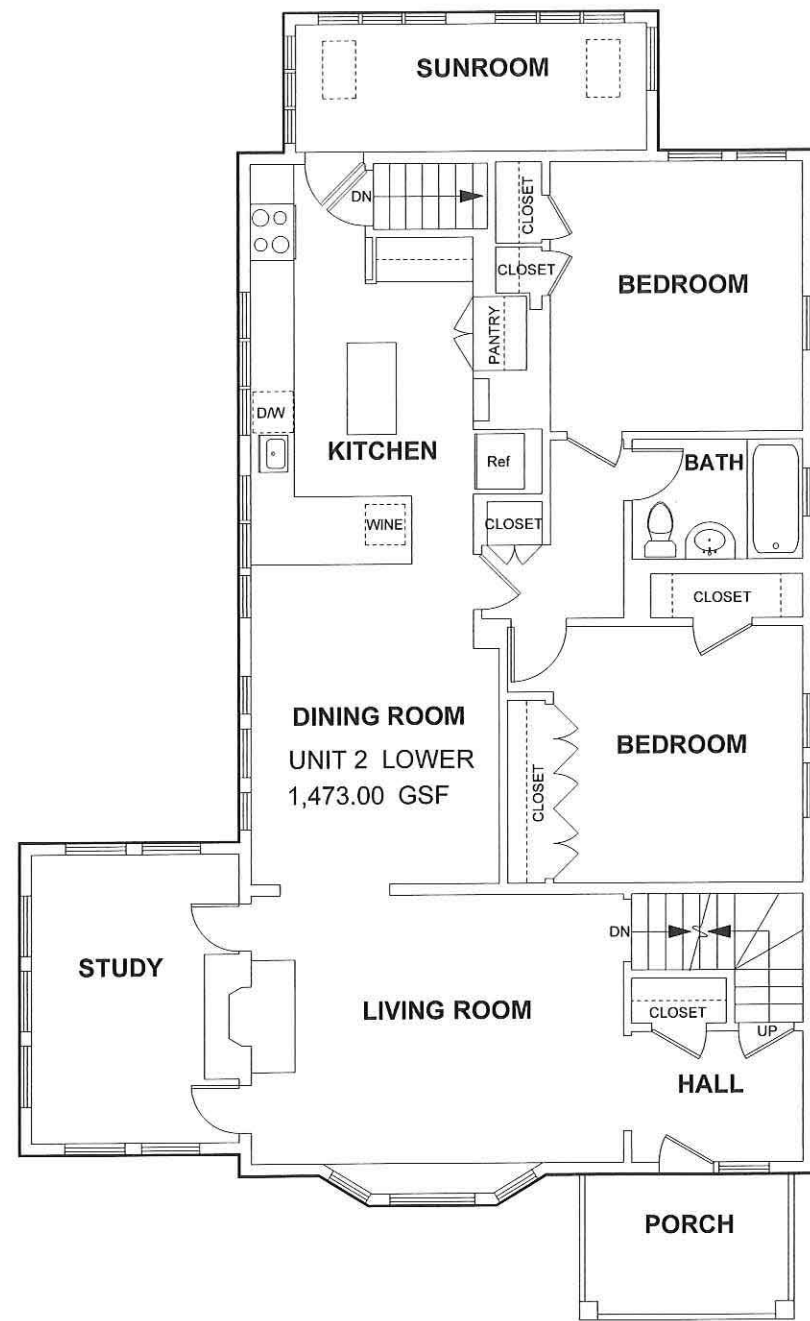 SUNROOM
DN
CLOSET
CLOSET
BEDROOM
PANTRY
D/W
KITCHEN
Ref
BATH
WINE
CLOSET
CLOSET
DINING ROOM
UNIT 2 LOWER
1,473.00 GSF
BEDROOM
CLOSET
DN
STUDY
LIVING ROOM
CLOSET
UP
HALL
PORCH